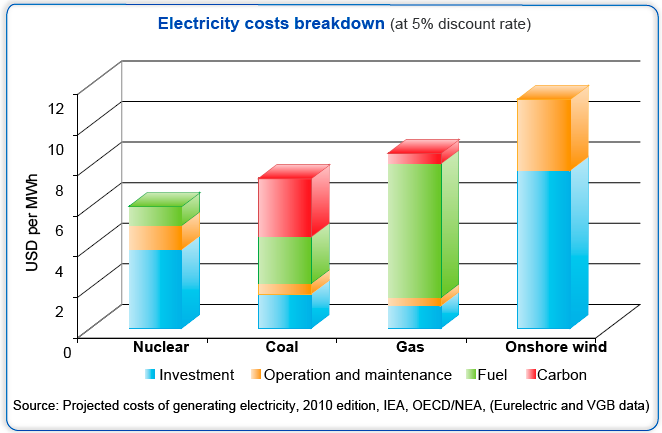 Electricity costs breakdown (at 5% discount rate)
USD per MWh
12
10
8
6
4
2
0
Nuclear Coal Gas Onshore wind
Investment Operation and maintenance Fuel Carbon
Source: Projected costs of generating electricity, 2010 edition, IEA, OECD/NEA, (Eurelectric and VGB data)